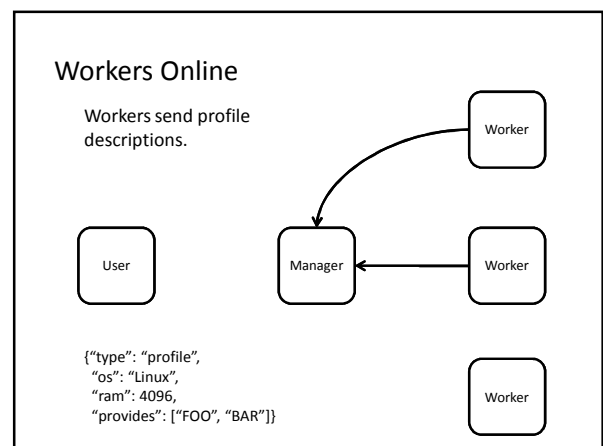 Workers Online
Workers send profile
descriptions.
Worker
User
Manager
Worker
{“type”: “profile”,
“os”: “Linux”,
“ram”: 4096,
“provides”: [“FOO”, “BAR”]}
Worker